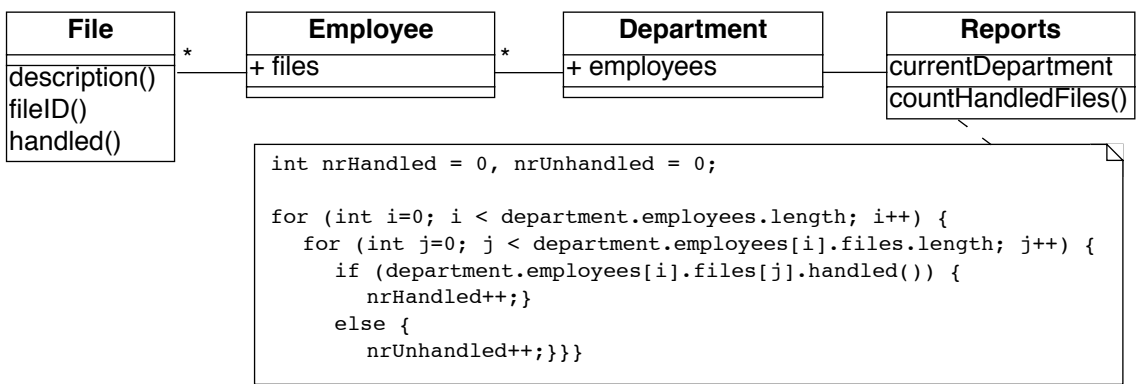 File
description()
fileID()
handled()
*
Employee
+ files
*
Department
+ employees
Reports
currentDepartment
countHandledFiles()
int nrHandled = 0, nrUnhandled = 0;
for (int i=0; i < department.employees.length; i++) {
for (int j=0; j < department.employees[i].files.length; j++) {
if (department.employees[i].files[j].handled()) {
nrHandled++;}
else {
nrUnhandled++;}}}